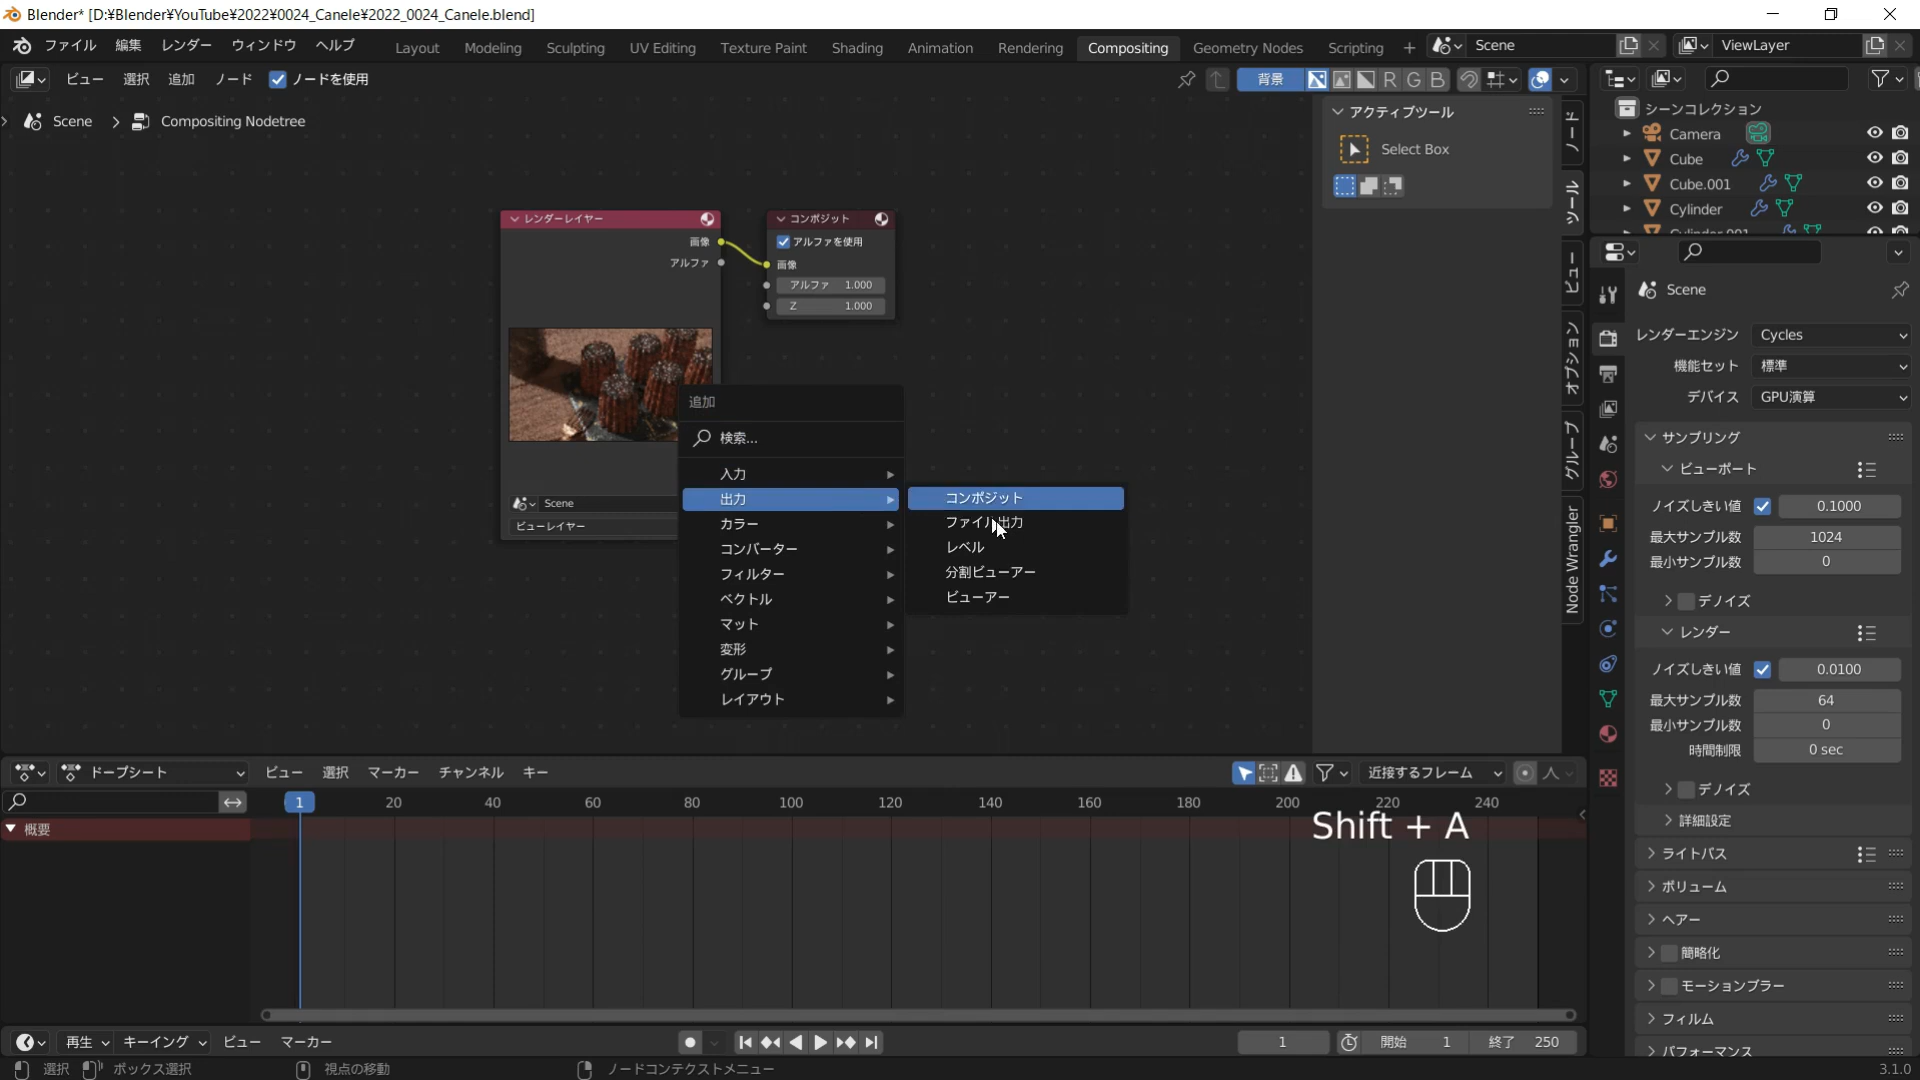 Blender* [D:¥Blender¥YouTube¥2022¥0024_Canele¥2022_0024_Canele.blend]
ファイル 編集 レンダー ウィンドウ ヘルプ Layout Modeling Sculpting UV Editing Texture Paint Shading Animation Rendering Compositing Geometry Nodes Scripting + Scene ViewLayer
ビュー 選択 追加 ノード ノードを使用 背景 R G B
Scene > Compositing Nodetree
アクティブツール
Select Box
ノード
ツール
ビュー
オプション
グループ
Node Wrangler
シーンコレクション
Camera
Cube
Cube.001
Cylinder
Cylinder.001
レンダーレイヤー
画像
アルファ
Scene
ビューレイヤー
コンポジット
アルファを使用
画像
アルファ 1.000
Z 1.000
追加
検索...
入力
出力
カラー
コンバーター
フィルター
ベクトル
マット
変形
グループ
レイアウト
コンポジット
ファイル出力
レベル
分割ビューアー
ビューアー
Scene
レンダーエンジン Cycles
機能セット 標準
デバイス GPU演算
サンプリング
ビューポート
ノイズしきい値 0.1000
最大サンプル数 1024
最小サンプル数 0
デノイズ
レンダー
ノイズしきい値 0.0100
最大サンプル数 64
最小サンプル数 0
時間制限 0 sec
デノイズ
詳細設定
ライトパス
ボリューム
ヘアー
簡略化
モーションブラー
フィルム
パフォーマンス
ドープシート ビュー 選択 マーカー チャンネル キー 近接するフレーム
1 20 40 60 80 100 120 140 160 180 200 220 240
概要
Shift + A
再生 キーイング ビュー マーカー 1 開始 1 終了 250
選択 ボックス選択 視点の移動 ノードコンテクストメニュー 3.1.0